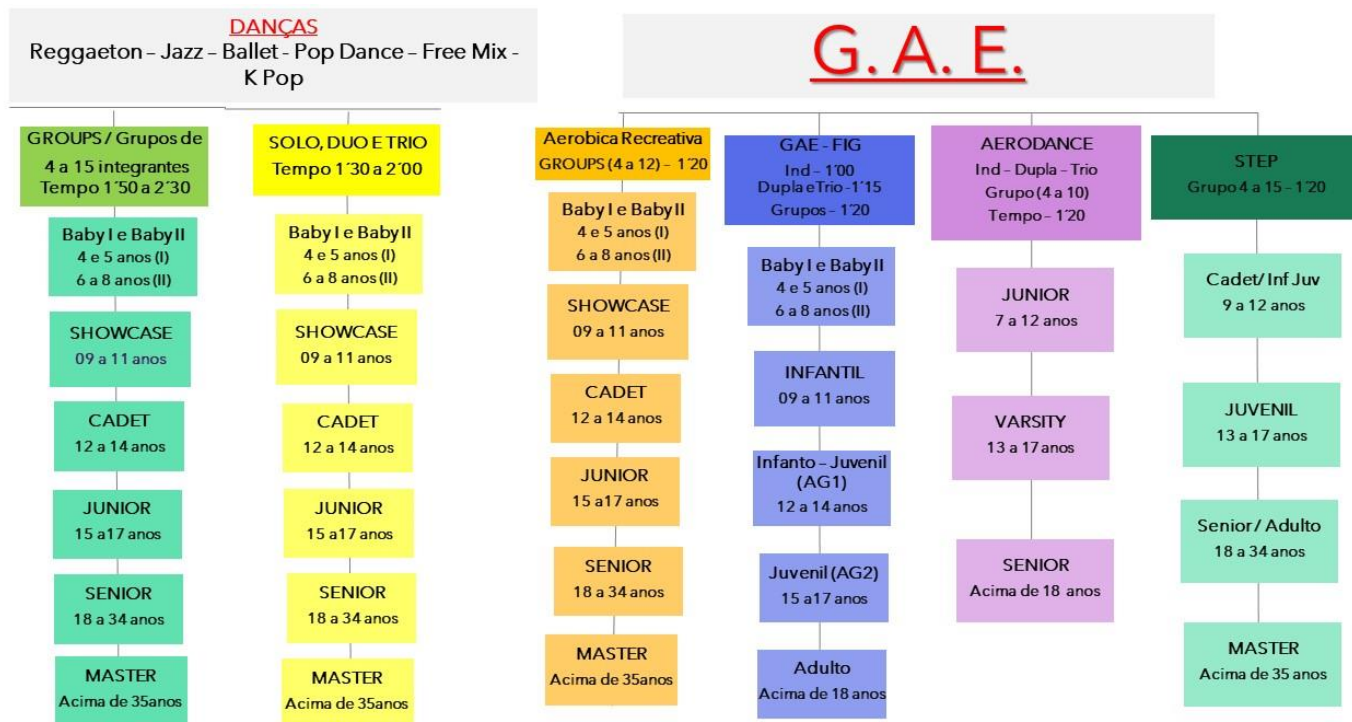 DANÇAS
Reggaeton – Jazz – Ballet - Pop Dance – Free Mix -
K Pop
GROUPS / Grupos de
4 a 15 integrantes
Tempo 1´50 a 2´30
Baby I e Baby II
4 e 5 anos (I)
6 a 8 anos (II)
SHOWCASE
09 a 11 anos
CADET
12 a 14 anos
JUNIOR
15 a17 anos
SENIOR
18 a 34 anos
MASTER
Acima de 35anos
SOLO, DUO E TRIO
Tempo 1´30 a 2´00
Baby I e Baby II
4 e 5 anos (I)
6 a 8 anos (II)
SHOWCASE
09 a 11 anos
CADET
12 a 14 anos
JUNIOR
15 a17 anos
SENIOR
18 a 34 anos
MASTER
Acima de 35anos
G. A. E.
Aerobica Recreativa
GROUPS (4 a 12) – 1´20
Baby I e Baby II
4 e 5 anos (I)
6 a 8 anos (II)
SHOWCASE
09 a 11 anos
CADET
12 a 14 anos
JUNIOR
15 a17 anos
SENIOR
18 a 34 anos
MASTER
Acima de 35anos
GAE - FIG
Ind – 1´00
Dupla e Trio -1´15
Grupos – 1´20
Baby I e Baby II
4 e 5 anos (I)
6 a 8 anos (II)
INFANTIL
09 a 11 anos
Infanto – Juvenil
(AG1)
12 a 14 anos
Juvenil (AG2)
15 a17 anos
Adulto
Acima de 18 anos
AERODANCE
Ind – Dupla – Trio
Grupo (4 a 10)
Tempo – 1´20
JUNIOR
7 a 12 anos
VARSITY
13 a 17 anos
SENIOR
Acima de 18 anos
STEP
Grupo 4 a 15 – 1´20
Cadet/ Inf Juv
9 a 12 anos
JUVENIL
13 a 17 anos
Senior / Adulto
18 a 34 anos
MASTER
Acima de 35 anos